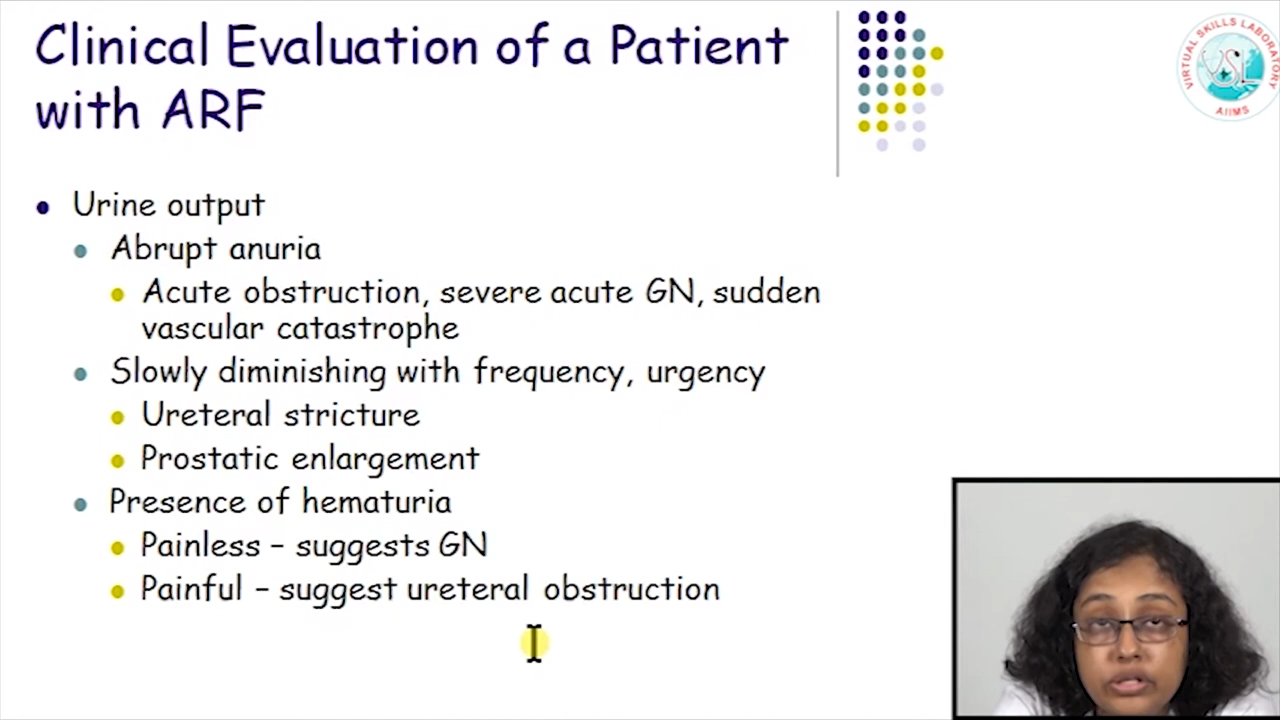 Clinical Evaluation of a Patient
with ARF
VIRTUAL SKILLS LABORATORY
VSL
AIIMS
Urine output
Abrupt anuria
Acute obstruction, severe acute GN, sudden
vascular catastrophe
Slowly diminishing with frequency, urgency
Ureteral stricture
Prostatic enlargement
Presence of hematuria
Painless – suggests GN
Painful – suggest ureteral obstruction